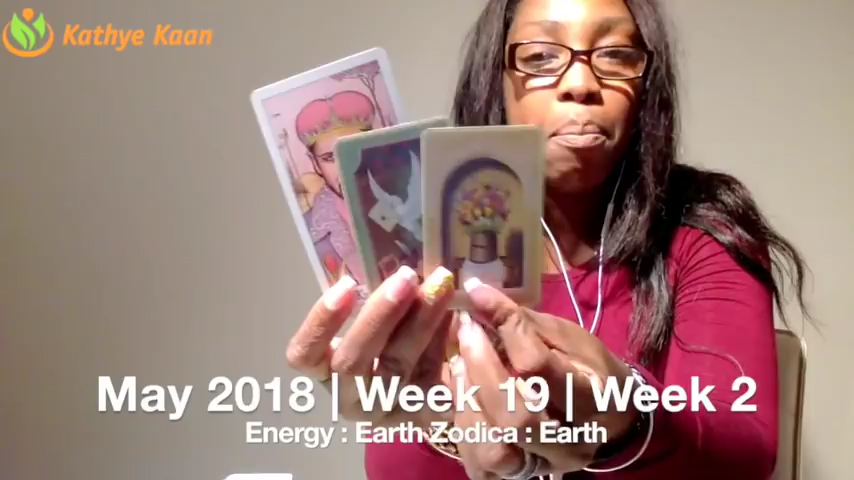 Kathye Kaan
May 2018 | Week 19 | Week 2
Energy : Earth Zodica : Earth